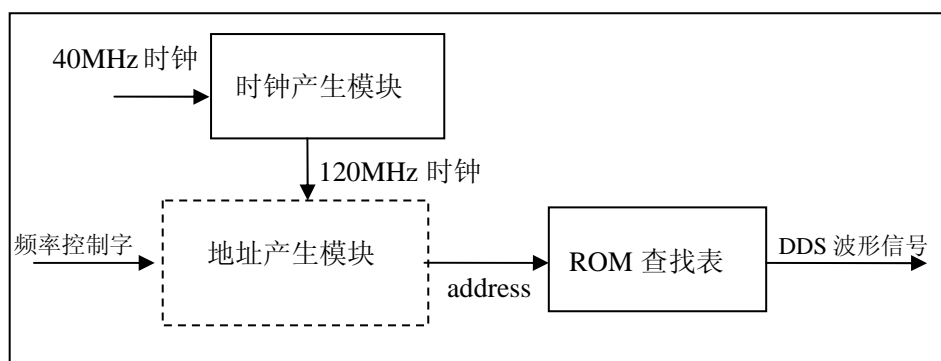 40MHz 时钟
时钟产生模块
120MHz 时钟
频率控制字
地址产生模块
address
ROM 查找表
DDS 波形信号